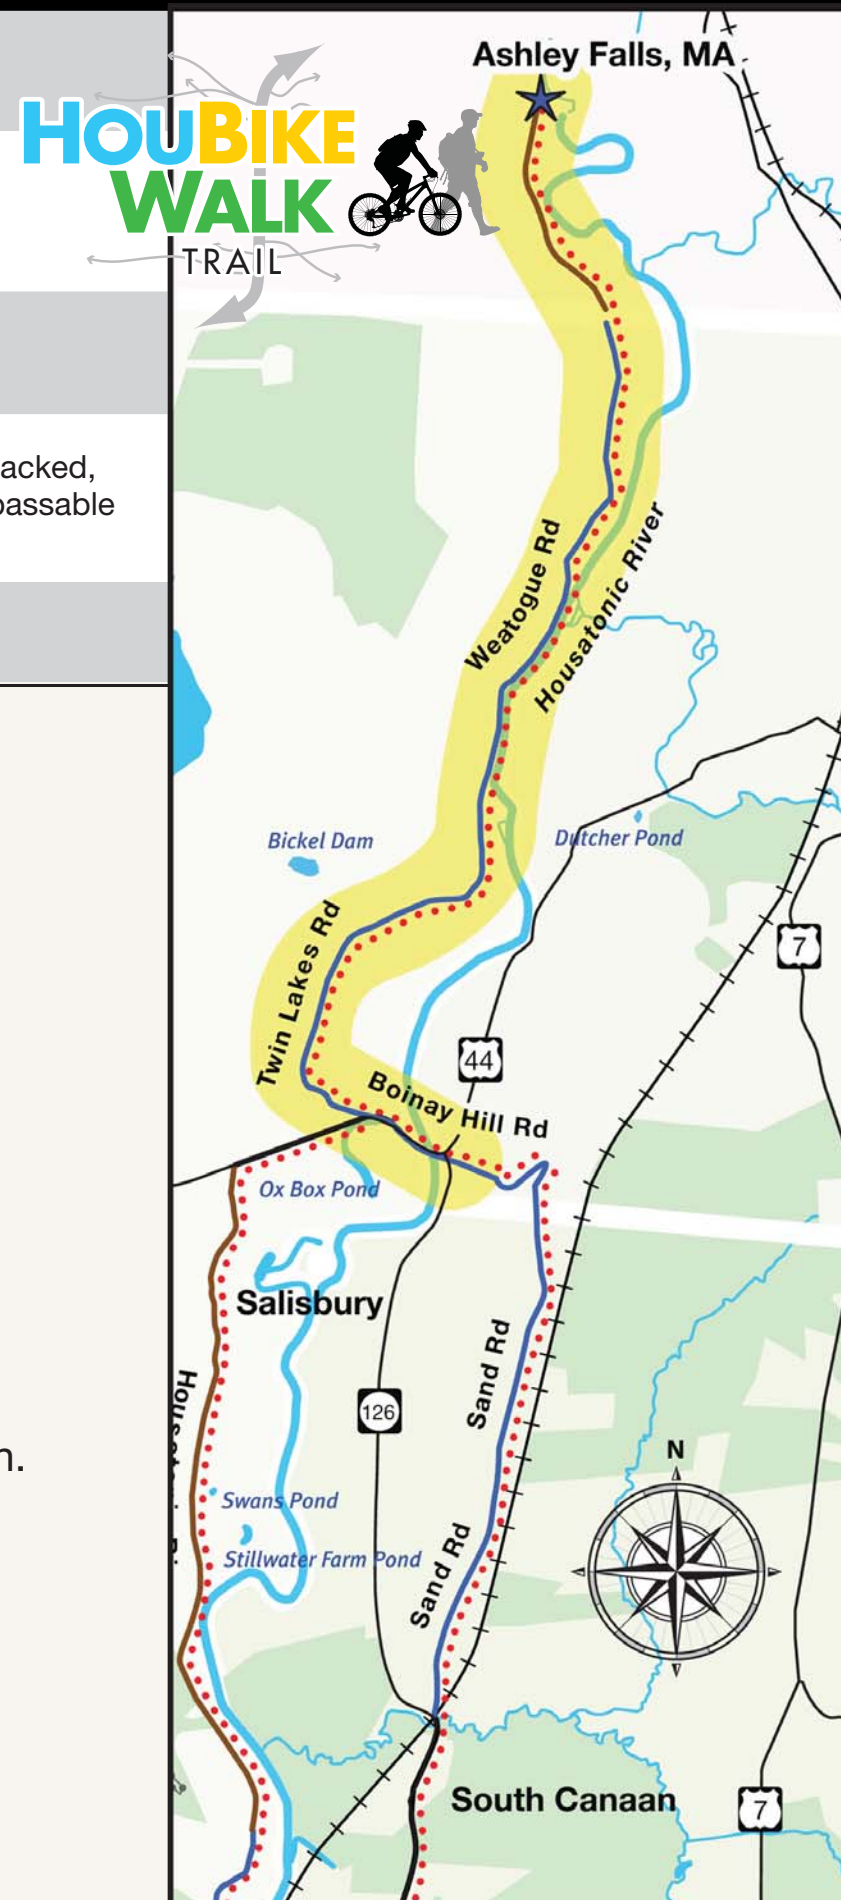 Ashley Falls, MA
HOUBIKE
WALK
TRAIL
acked,
passable
Weatogue Rd
Housatonic River
Bickel Dam
Dutcher Pond
7
Twin Lakes Rd
44
Boinay Hill Rd
Ox Box Pond
Salisbury
Sand Rd
126
N
n.
Swans Pond
Sand Rd
Stillwater Farm Pond
South Canaan
7